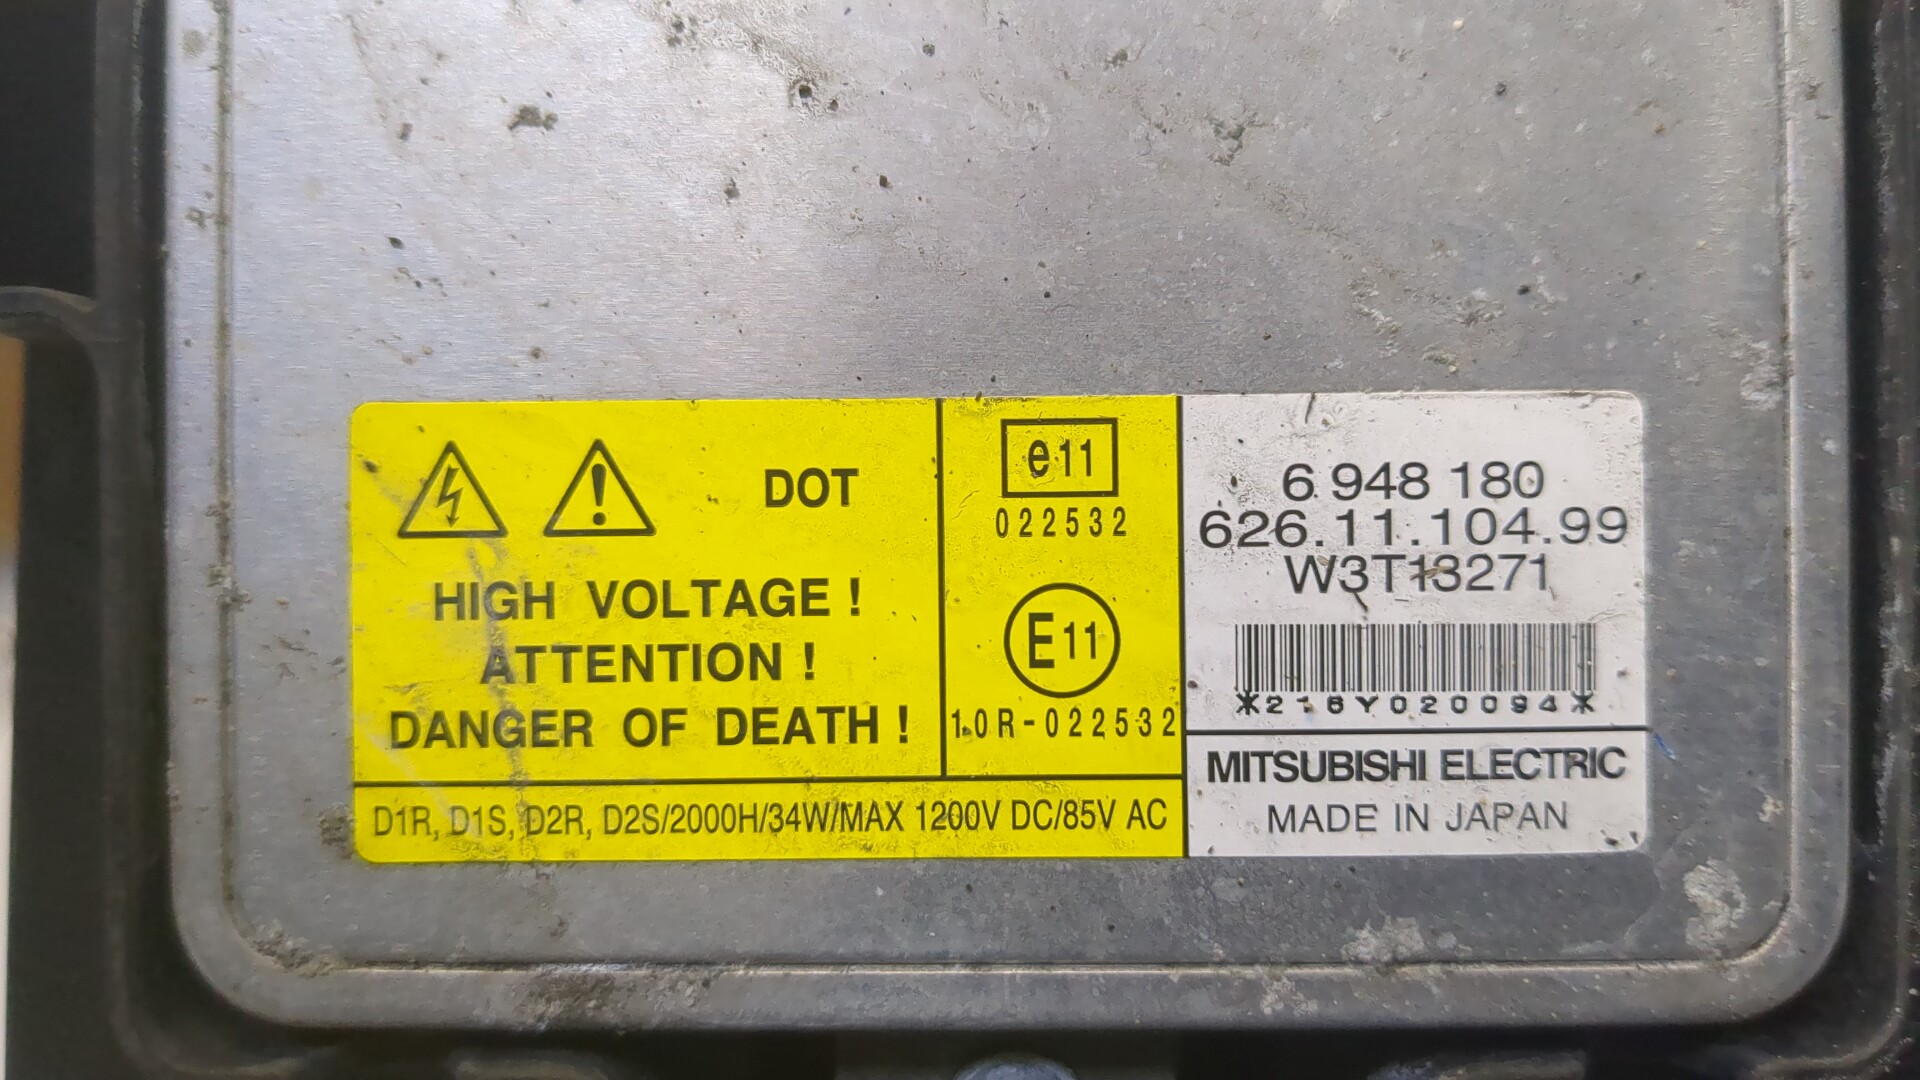 DOT
HIGH VOLTAGE !
ATTENTION !
DANGER OF DEATH !
D1R, D1S, D2R, D2S/2000H/34W/MAX 1200V DC/85V AC
e11
022532
E11
10R-022532
6 948 180
626.11.104.99
W3T13271
MITSUBISHI ELECTRIC
MADE IN JAPAN